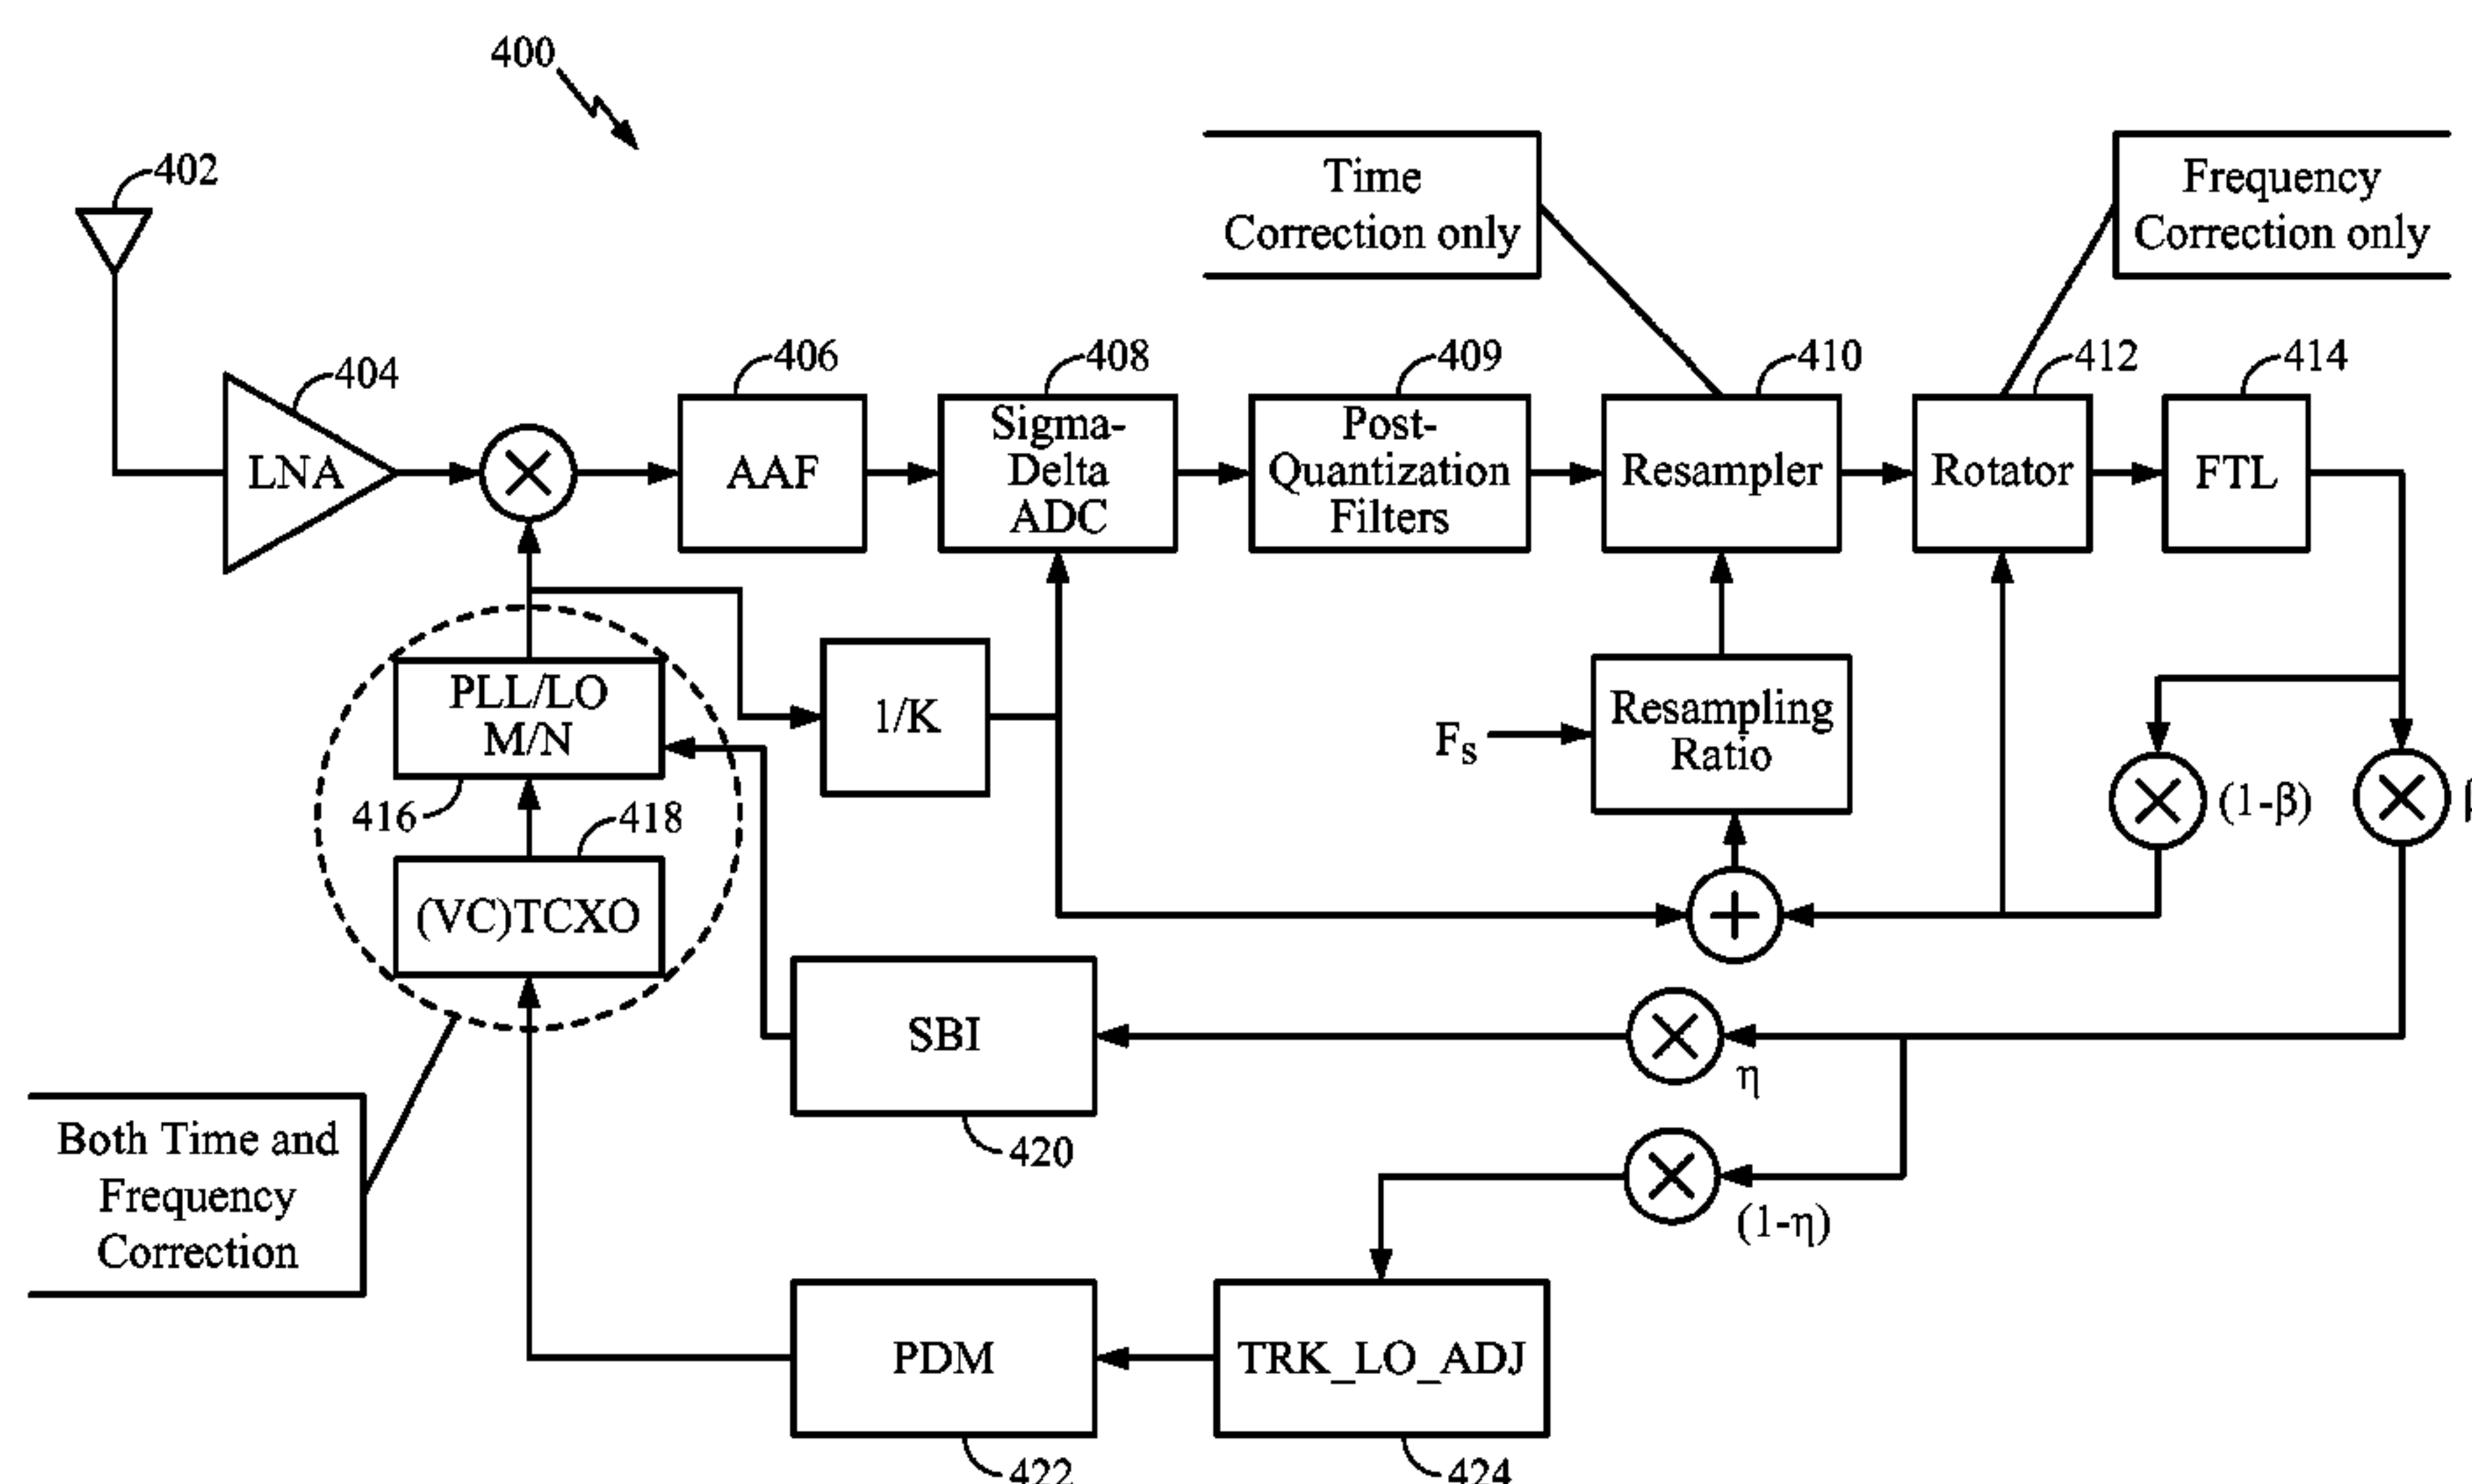 400
402
Time
Correction only
Frequency
Correction only
404
406
408
409
410
412
414
LNA
AAF
Sigma-
Delta
ADC
Post-
Quantization
Filters
Resampler
Rotator
FTL
PLL/LO
M/N
1/K
Fs
Resampling
Ratio
(1-β)
416
418
(VC)TCXO
SBI
η
420
Both Time and
Frequency
Correction
(1-η)
PDM
TRK_LO_ADJ
422
424